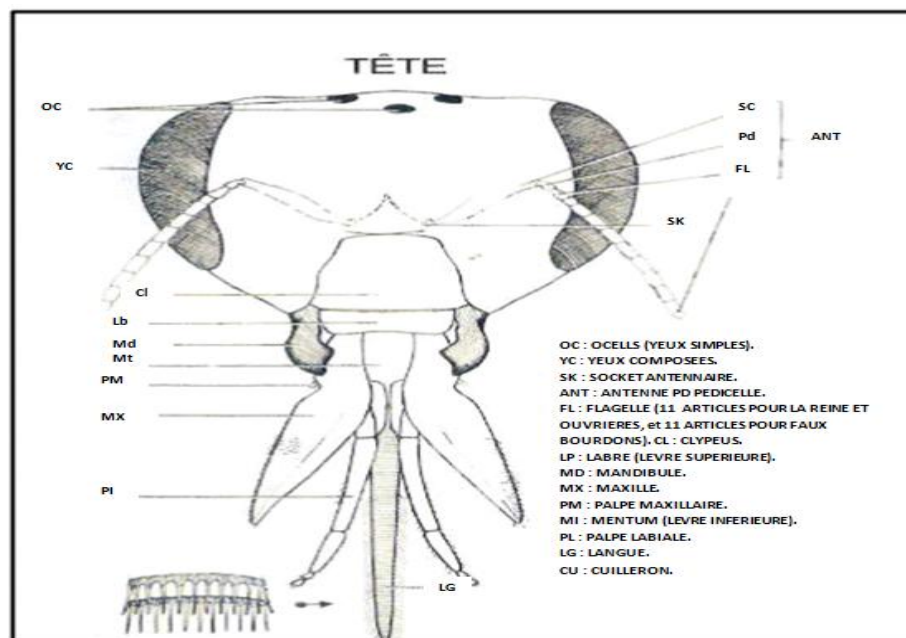 TÊTE
OC
SC
Pd
ANT
YC
FL
SK
Cl
Lb
Md
Mt
PM
MX
Pl
LG
OC : OCELLS (YEUX SIMPLES).
YC : YEUX COMPOSEES.
SK : SOCKET ANTENNAIRE.
ANT : ANTENNE PD PEDICELLE.
FL : FLAGELLE (11 ARTICLES POUR LA REINE ET
OUVRIERES, et 11 ARTICLES POUR FAUX
BOURDONS). CL : CLYPEUS.
LP : LABRE (LEVRE SUPERIEURE).
MD : MANDIBULE.
MX : MAXILLE.
PM : PALPE MAXILLAIRE.
MI : MENTUM (LEVRE INFERIEURE).
PL : PALPE LABIALE.
LG : LANGUE.
CU : CUILLERON.